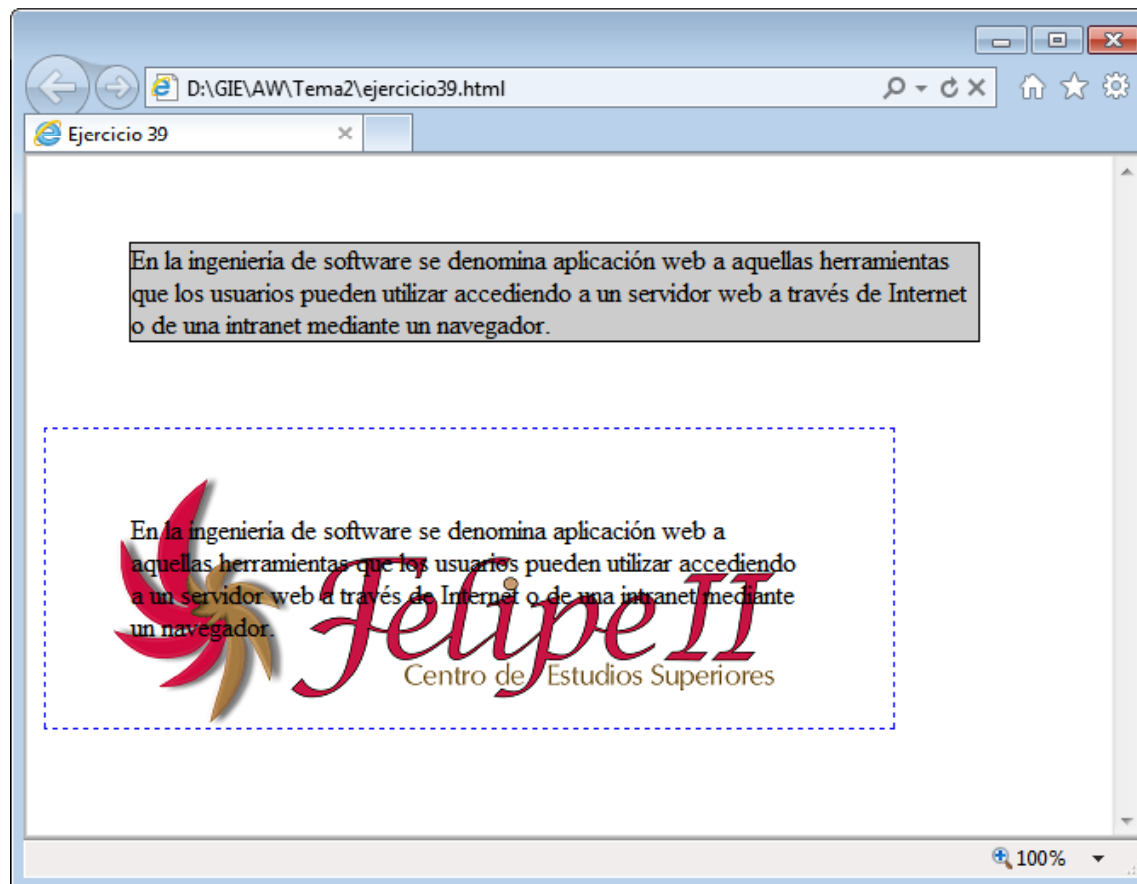 D:\GIE\AW\Tema2\ejercicio39.html
Ejercicio 39
En la ingeniería de software se denomina aplicación web a aquellas herramientas
que los usuarios pueden utilizar accediendo a un servidor web a través de Internet
o de una intranet mediante un navegador.
En la ingeniería de software se denomina aplicación web a
aquellas herramientas que los usuarios pueden utilizar accediendo
a un servidor web a través de Internet o de una intranet mediante
un navegador.
Felipe II
Centro de Estudios Superiores
100%